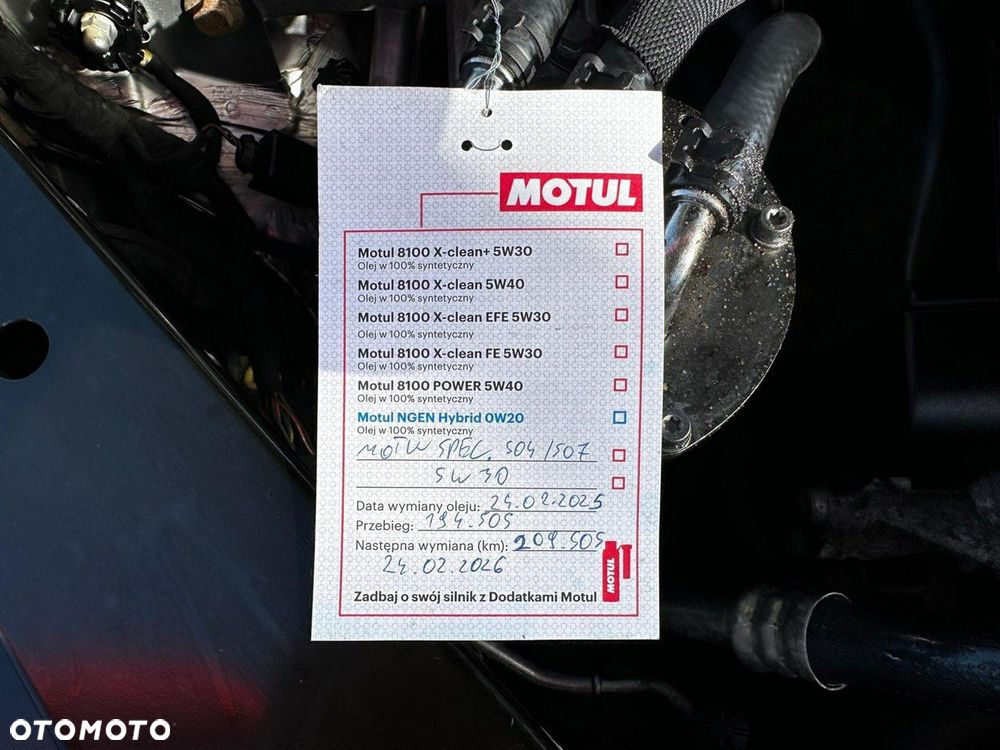 MOTUL
Motul 8100 X-clean+ 5W30
Olej w 100% syntetyczny
Motul 8100 X-clean 5W40
Olej w 100% syntetyczny
Motul 8100 X-clean EFE 5W30
Olej w 100% syntetyczny
Motul 8100 X-clean FE 5W30
Olej w 100% syntetyczny
Motul 8100 POWER 5W40
Olej w 100% syntetyczny
Motul NGEN Hybrid 0W20
Olej w 100% syntetyczny
MOTUL SPEC. 504/507
5W30
Data wymiany oleju: 24.02.2025
Przebieg: 194.505
Następna wymiana (km): 209.505
24.02.2026
MOTUL
Zadbaj o swój silnik z Dodatkami Motul
OTOMOTO